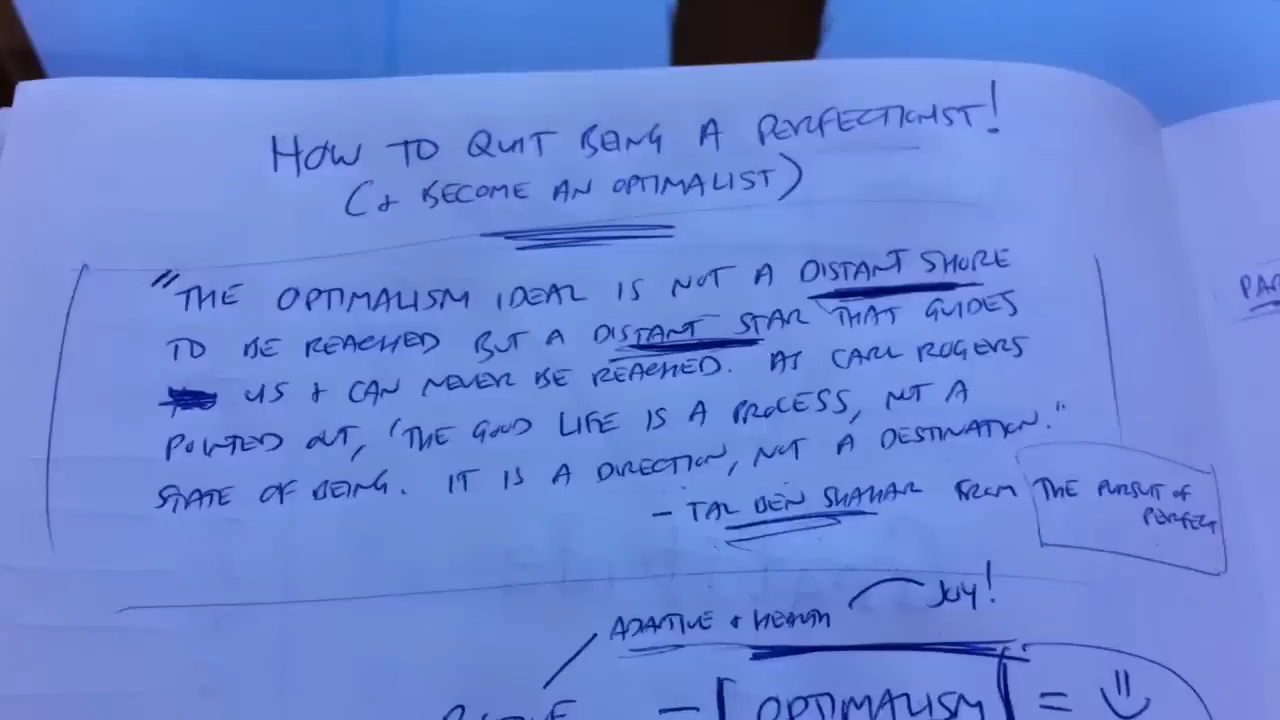 HOW TO QUIT BEING A PERFECTIONIST!
(+ BECOME AN OPTIMALIST)
"THE OPTIMALISM IDEAL IS NOT A DISTANT SHORE
TO BE REACHED BUT A DISTANT STAR THAT GUIDES
US + CAN NEVER BE REACHED. AS CARL ROGERS
POINTED OUT, 'THE GOOD LIFE IS A PROCESS, NOT A
STATE OF BEING. IT IS A DIRECTION, NOT A DESTINATION."
- TAL BEN SHAHAR FROM THE PURSUIT OF
PERFECT
JOY!
ADAPTIVE + HEALTHY
- [OPTIMALISM] =